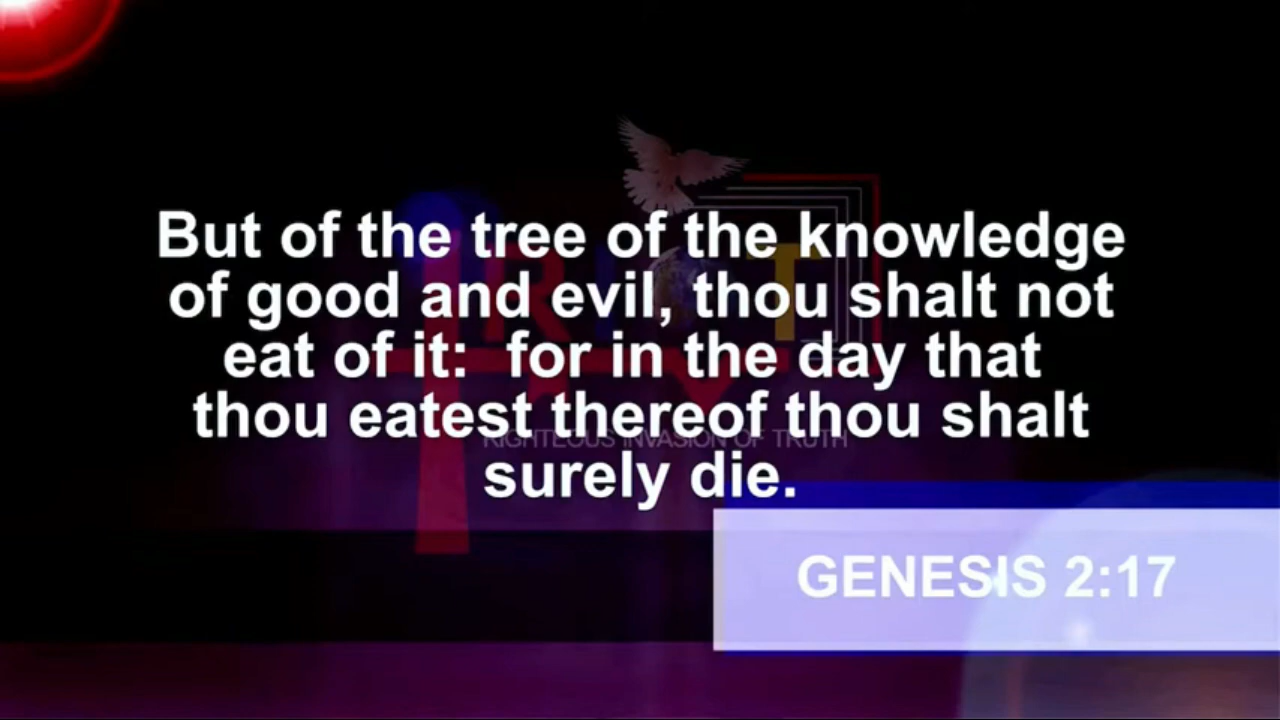 But of the tree of the knowledge
of good and evil, thou shalt not
eat of it:  for in the day that
thou eatest thereof thou shalt
surely die.
RIGHTEOUS INVASION OF TRUTH
GENESIS 2:17